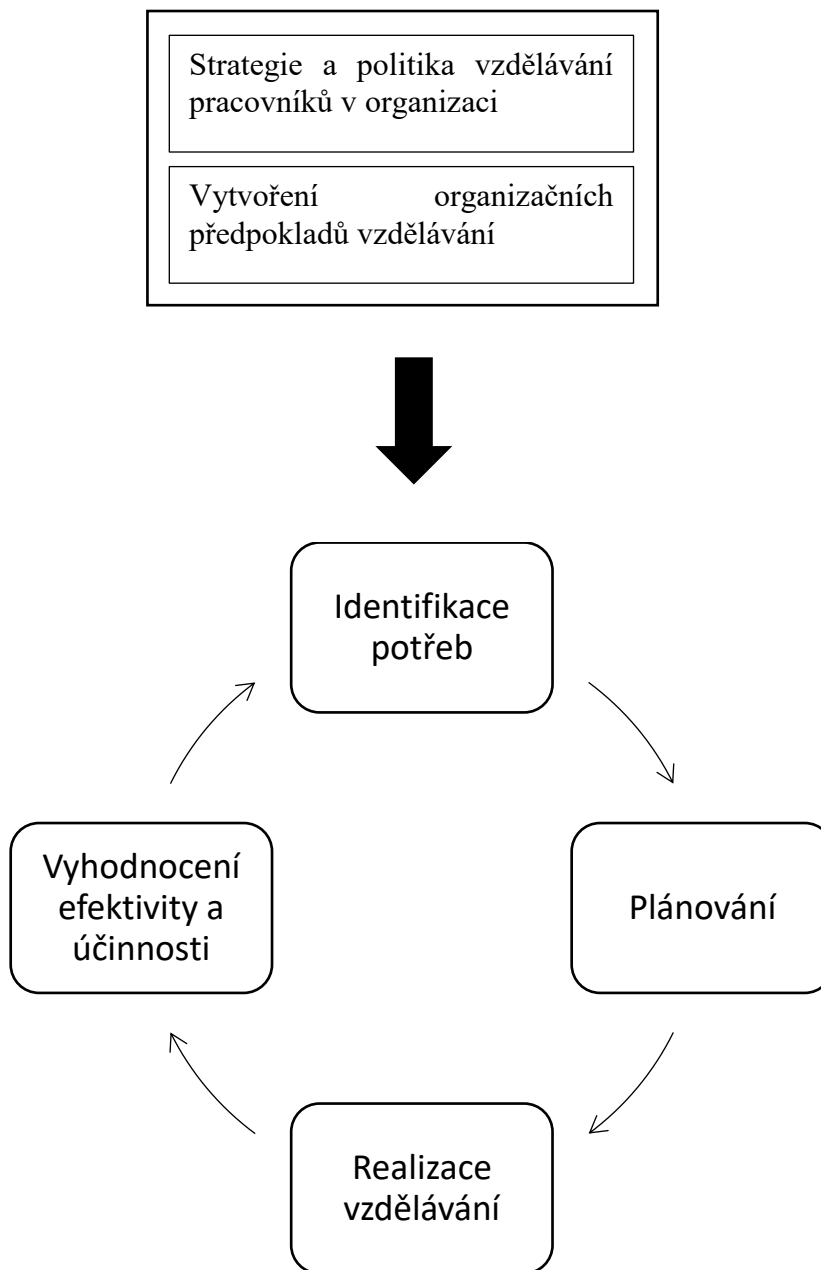 Strategie a politika vzdělávání
pracovníků v organizaci
Vytvoření organizačních
předpokladů vzdělávání
Identifikace
potřeb
Vyhodnocení
efektivity a
účinnosti
Plánování
Realizace
vzdělávání